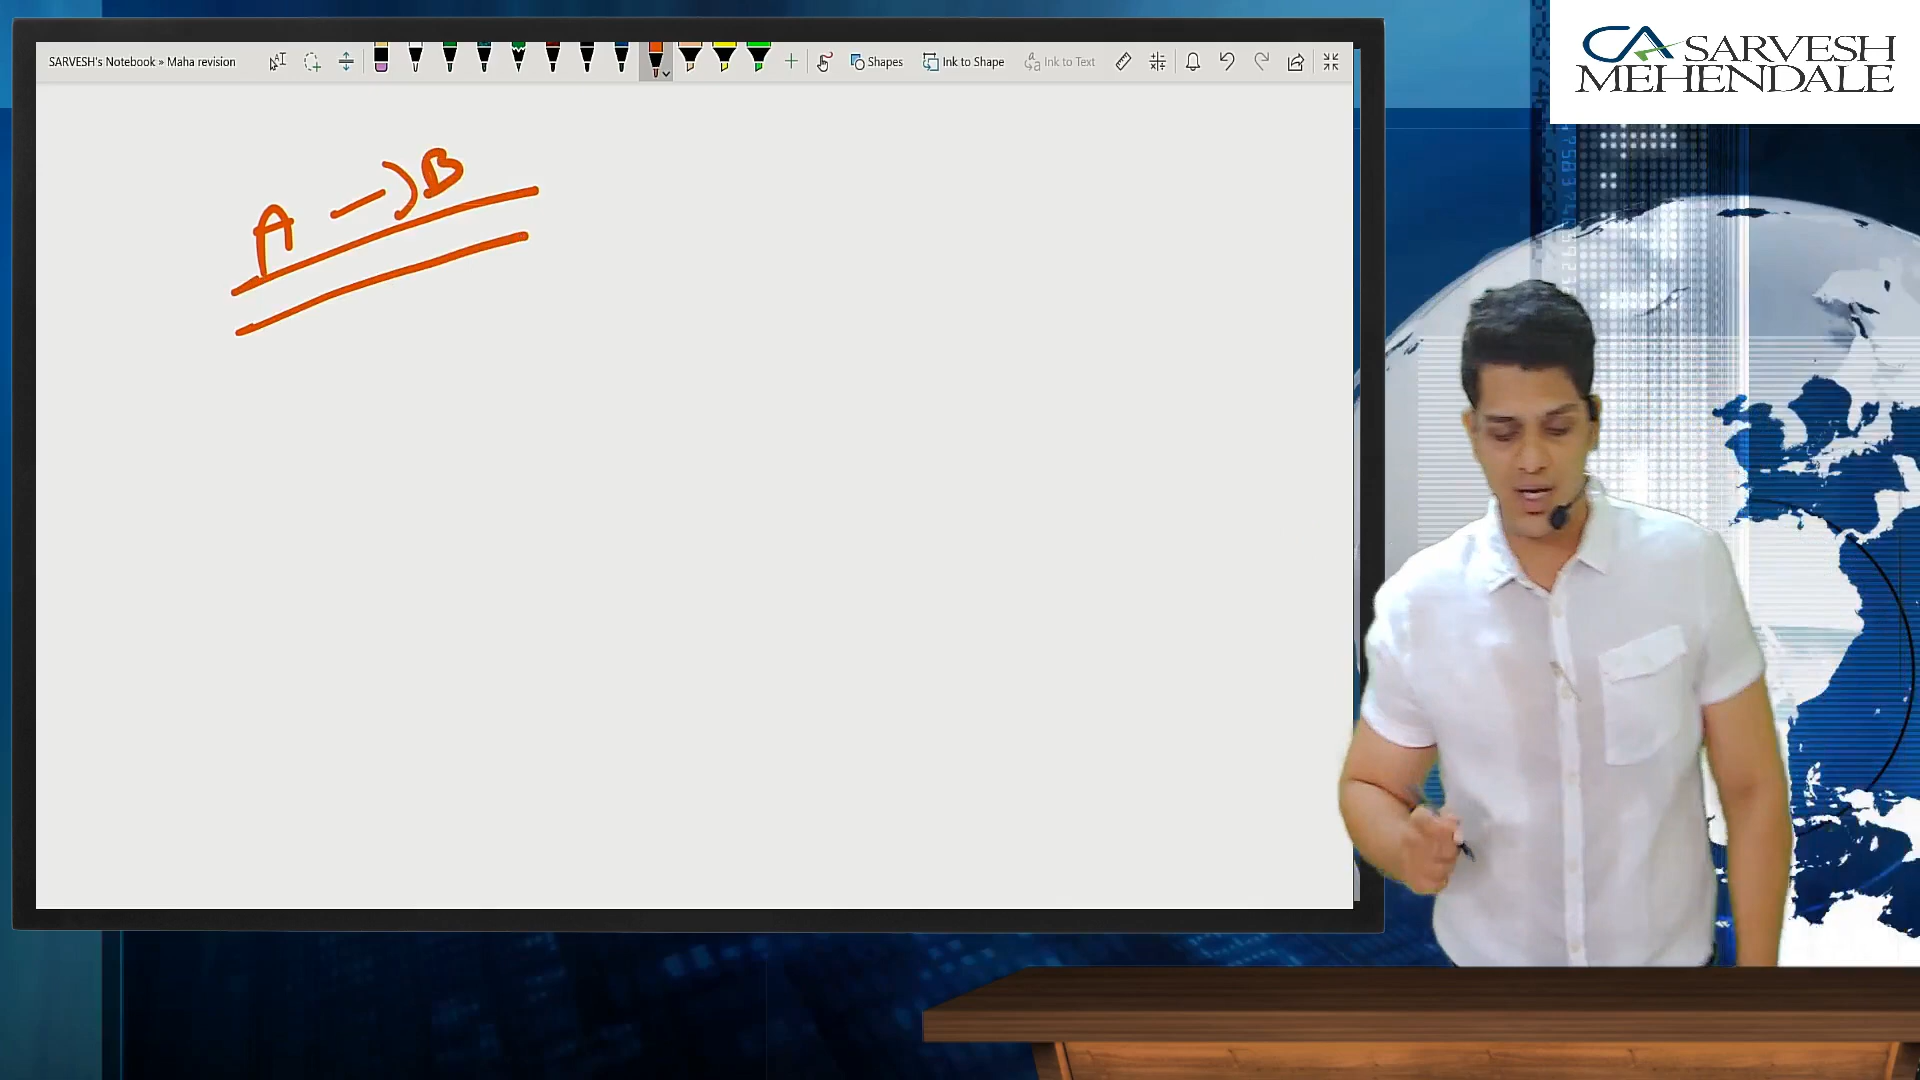 SARVESH's Notebook » Maha revision
Shapes
Ink to Shape
Ink to Text
CA SARVESH
MEHENDALE
A → B